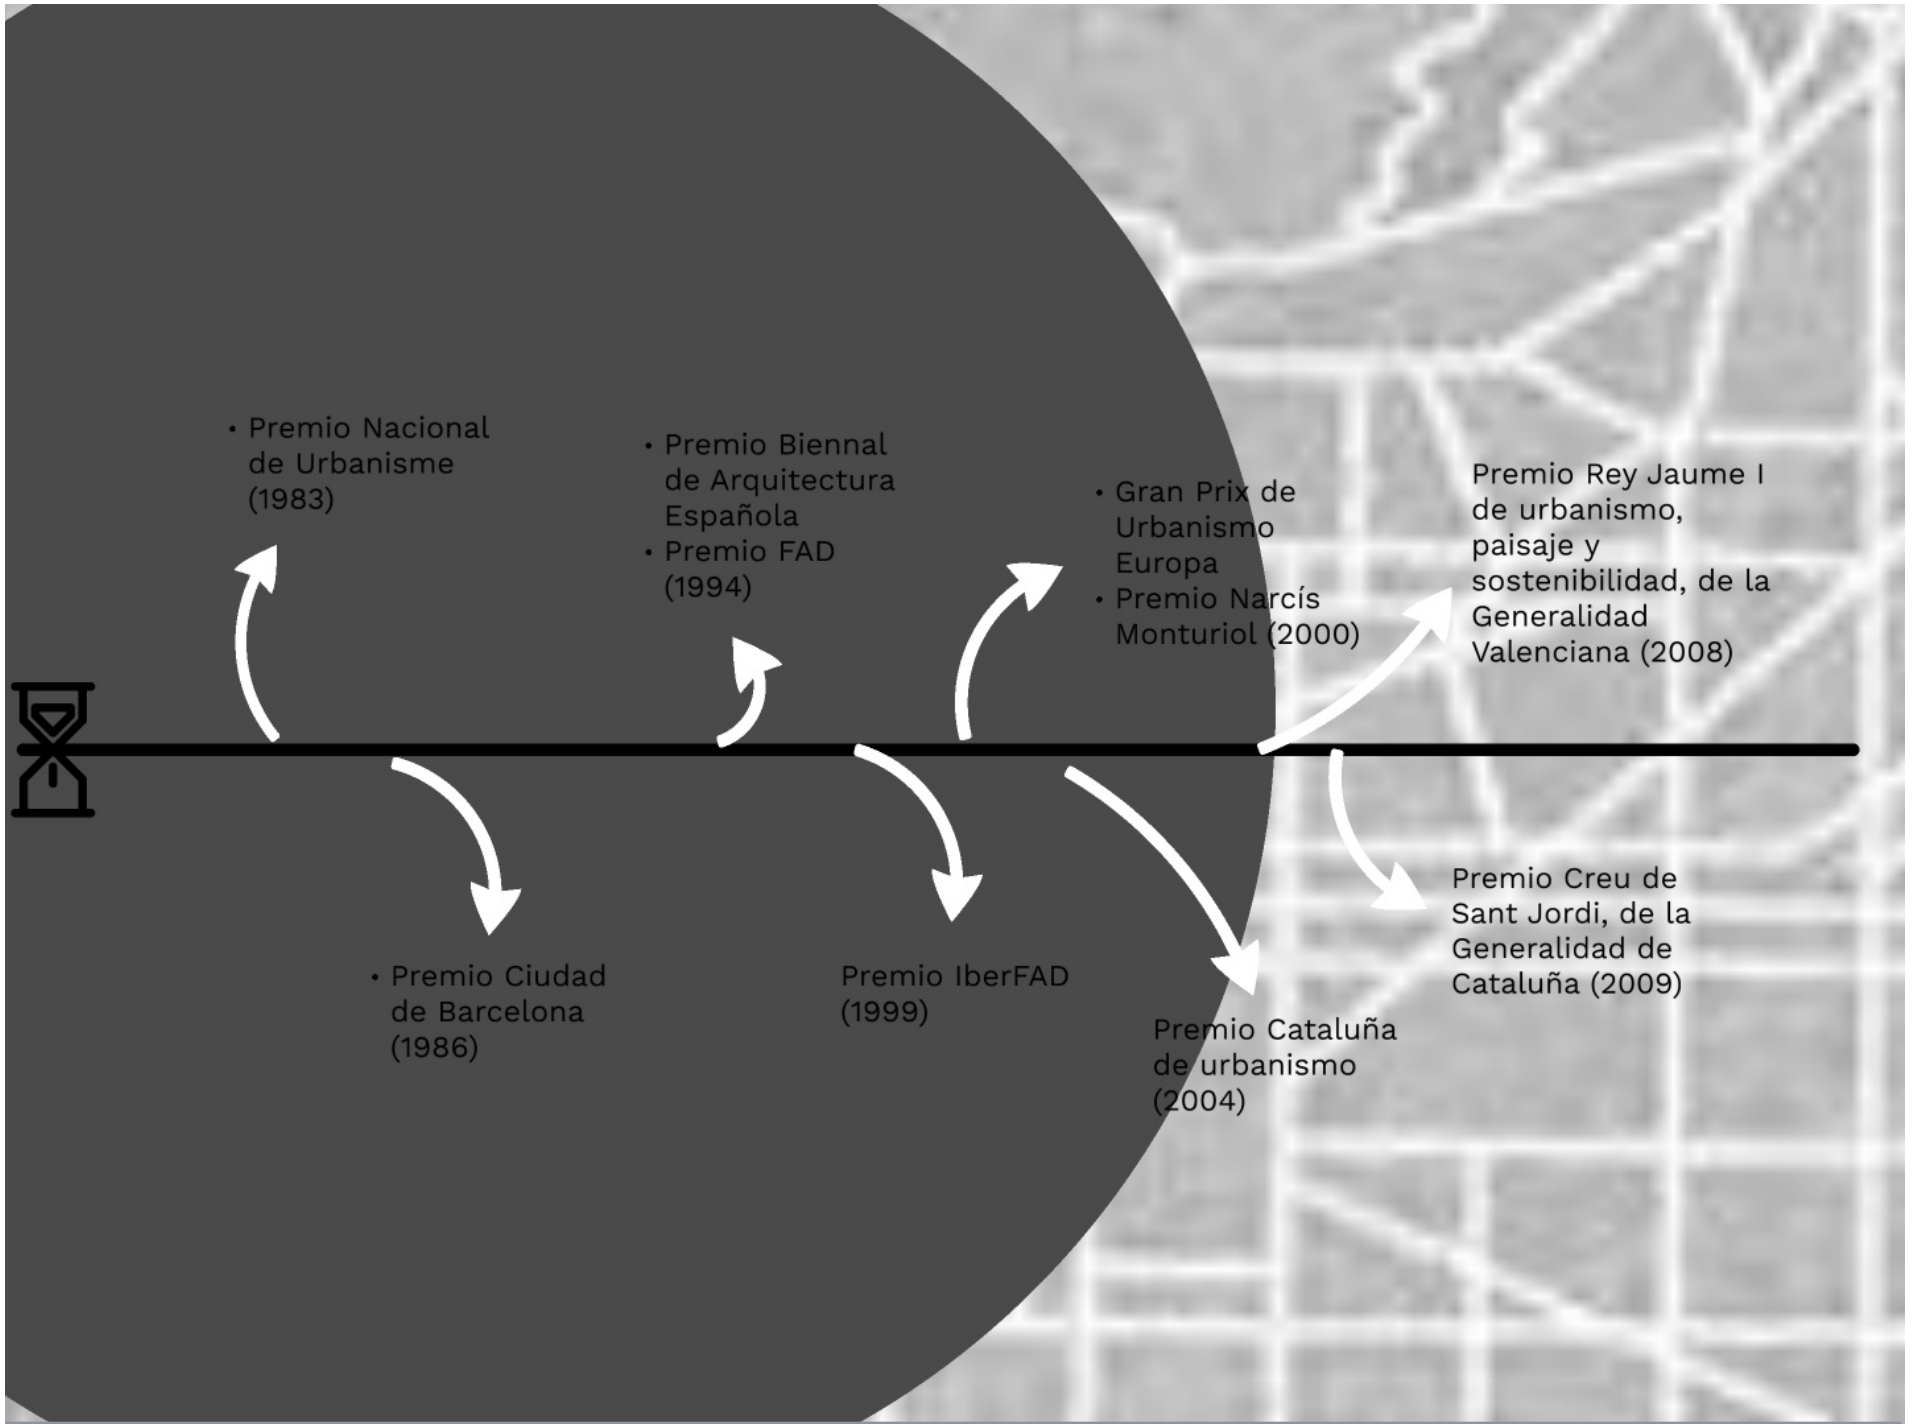 • Premio Nacional
de Urbanisme
(1983)
• Premio Biennal
de Arquitectura
Española
• Premio FAD
(1994)
• Gran Prix de
Urbanismo
Europa
• Premio Narcís
Monturiol (2000)
Premio Rey Jaume I
de urbanismo,
paisaje y
sostenibilidad, de la
Generalidad
Valenciana (2008)
• Premio Ciudad
de Barcelona
(1986)
Premio IberFAD
(1999)
Premio Cataluña
de urbanismo
(2004)
Premio Creu de
Sant Jordi, de la
Generalidad de
Cataluña (2009)